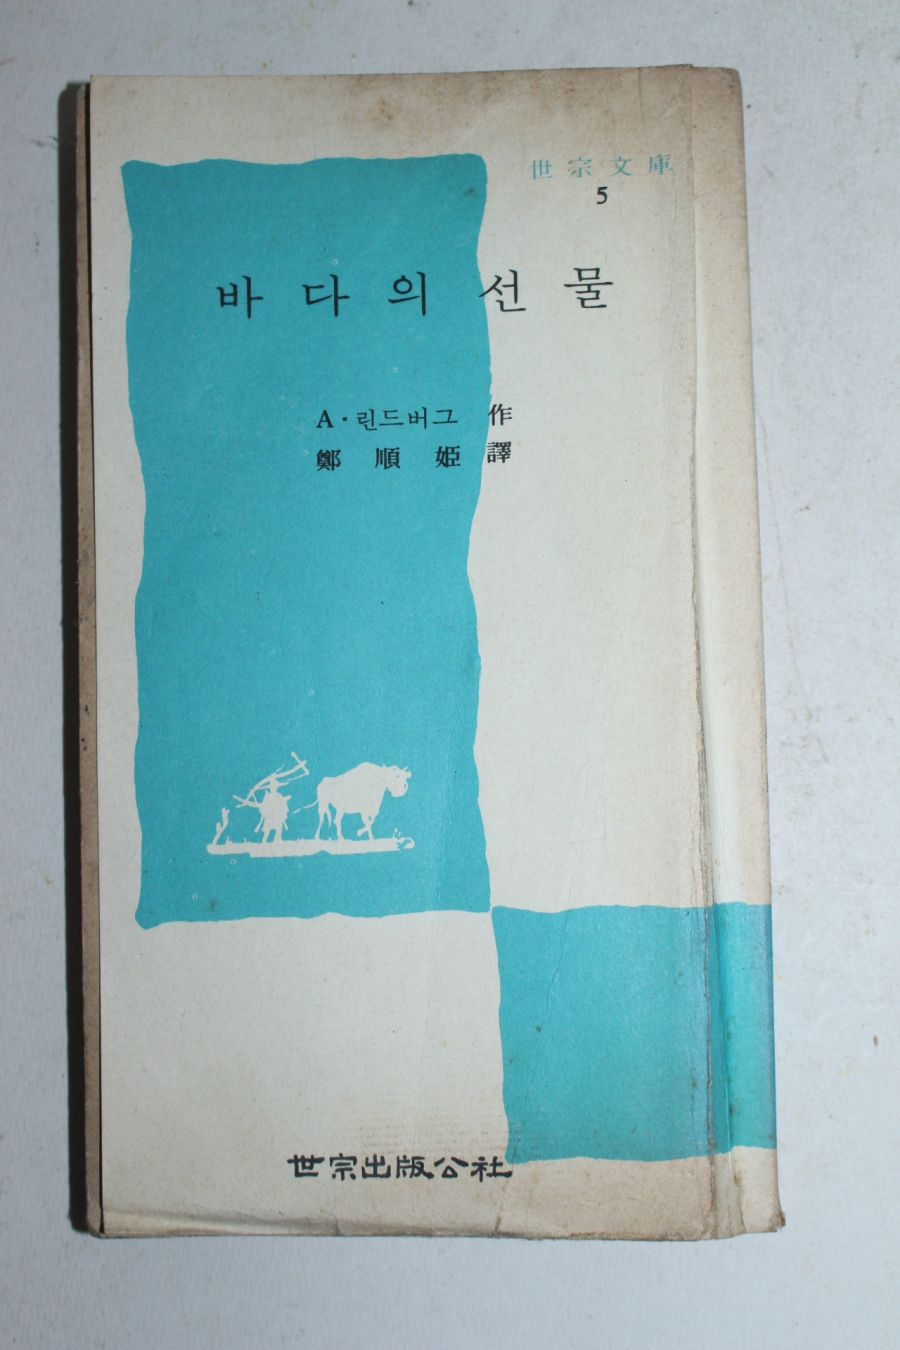 世宗文庫
5
바다의 선물
A·린드버그 作
鄭順姫 譯
世宗出版公社